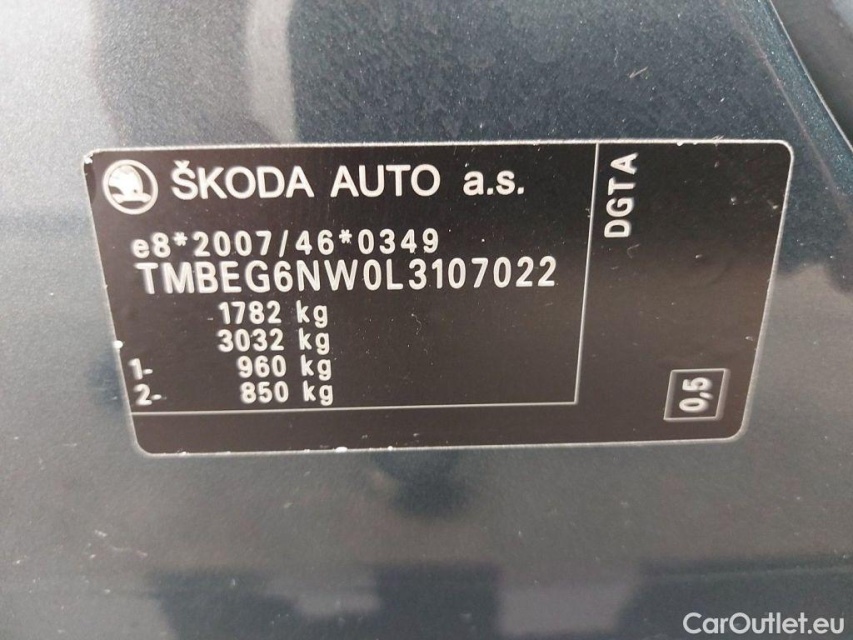 ŠKODA AUTO a.s.
e8*2007/46*0349
TMBEG6NW0L3107022
1782 kg
3032 kg
1- 960 kg
2- 850 kg
DGTA
0,5
CarOutlet.eu